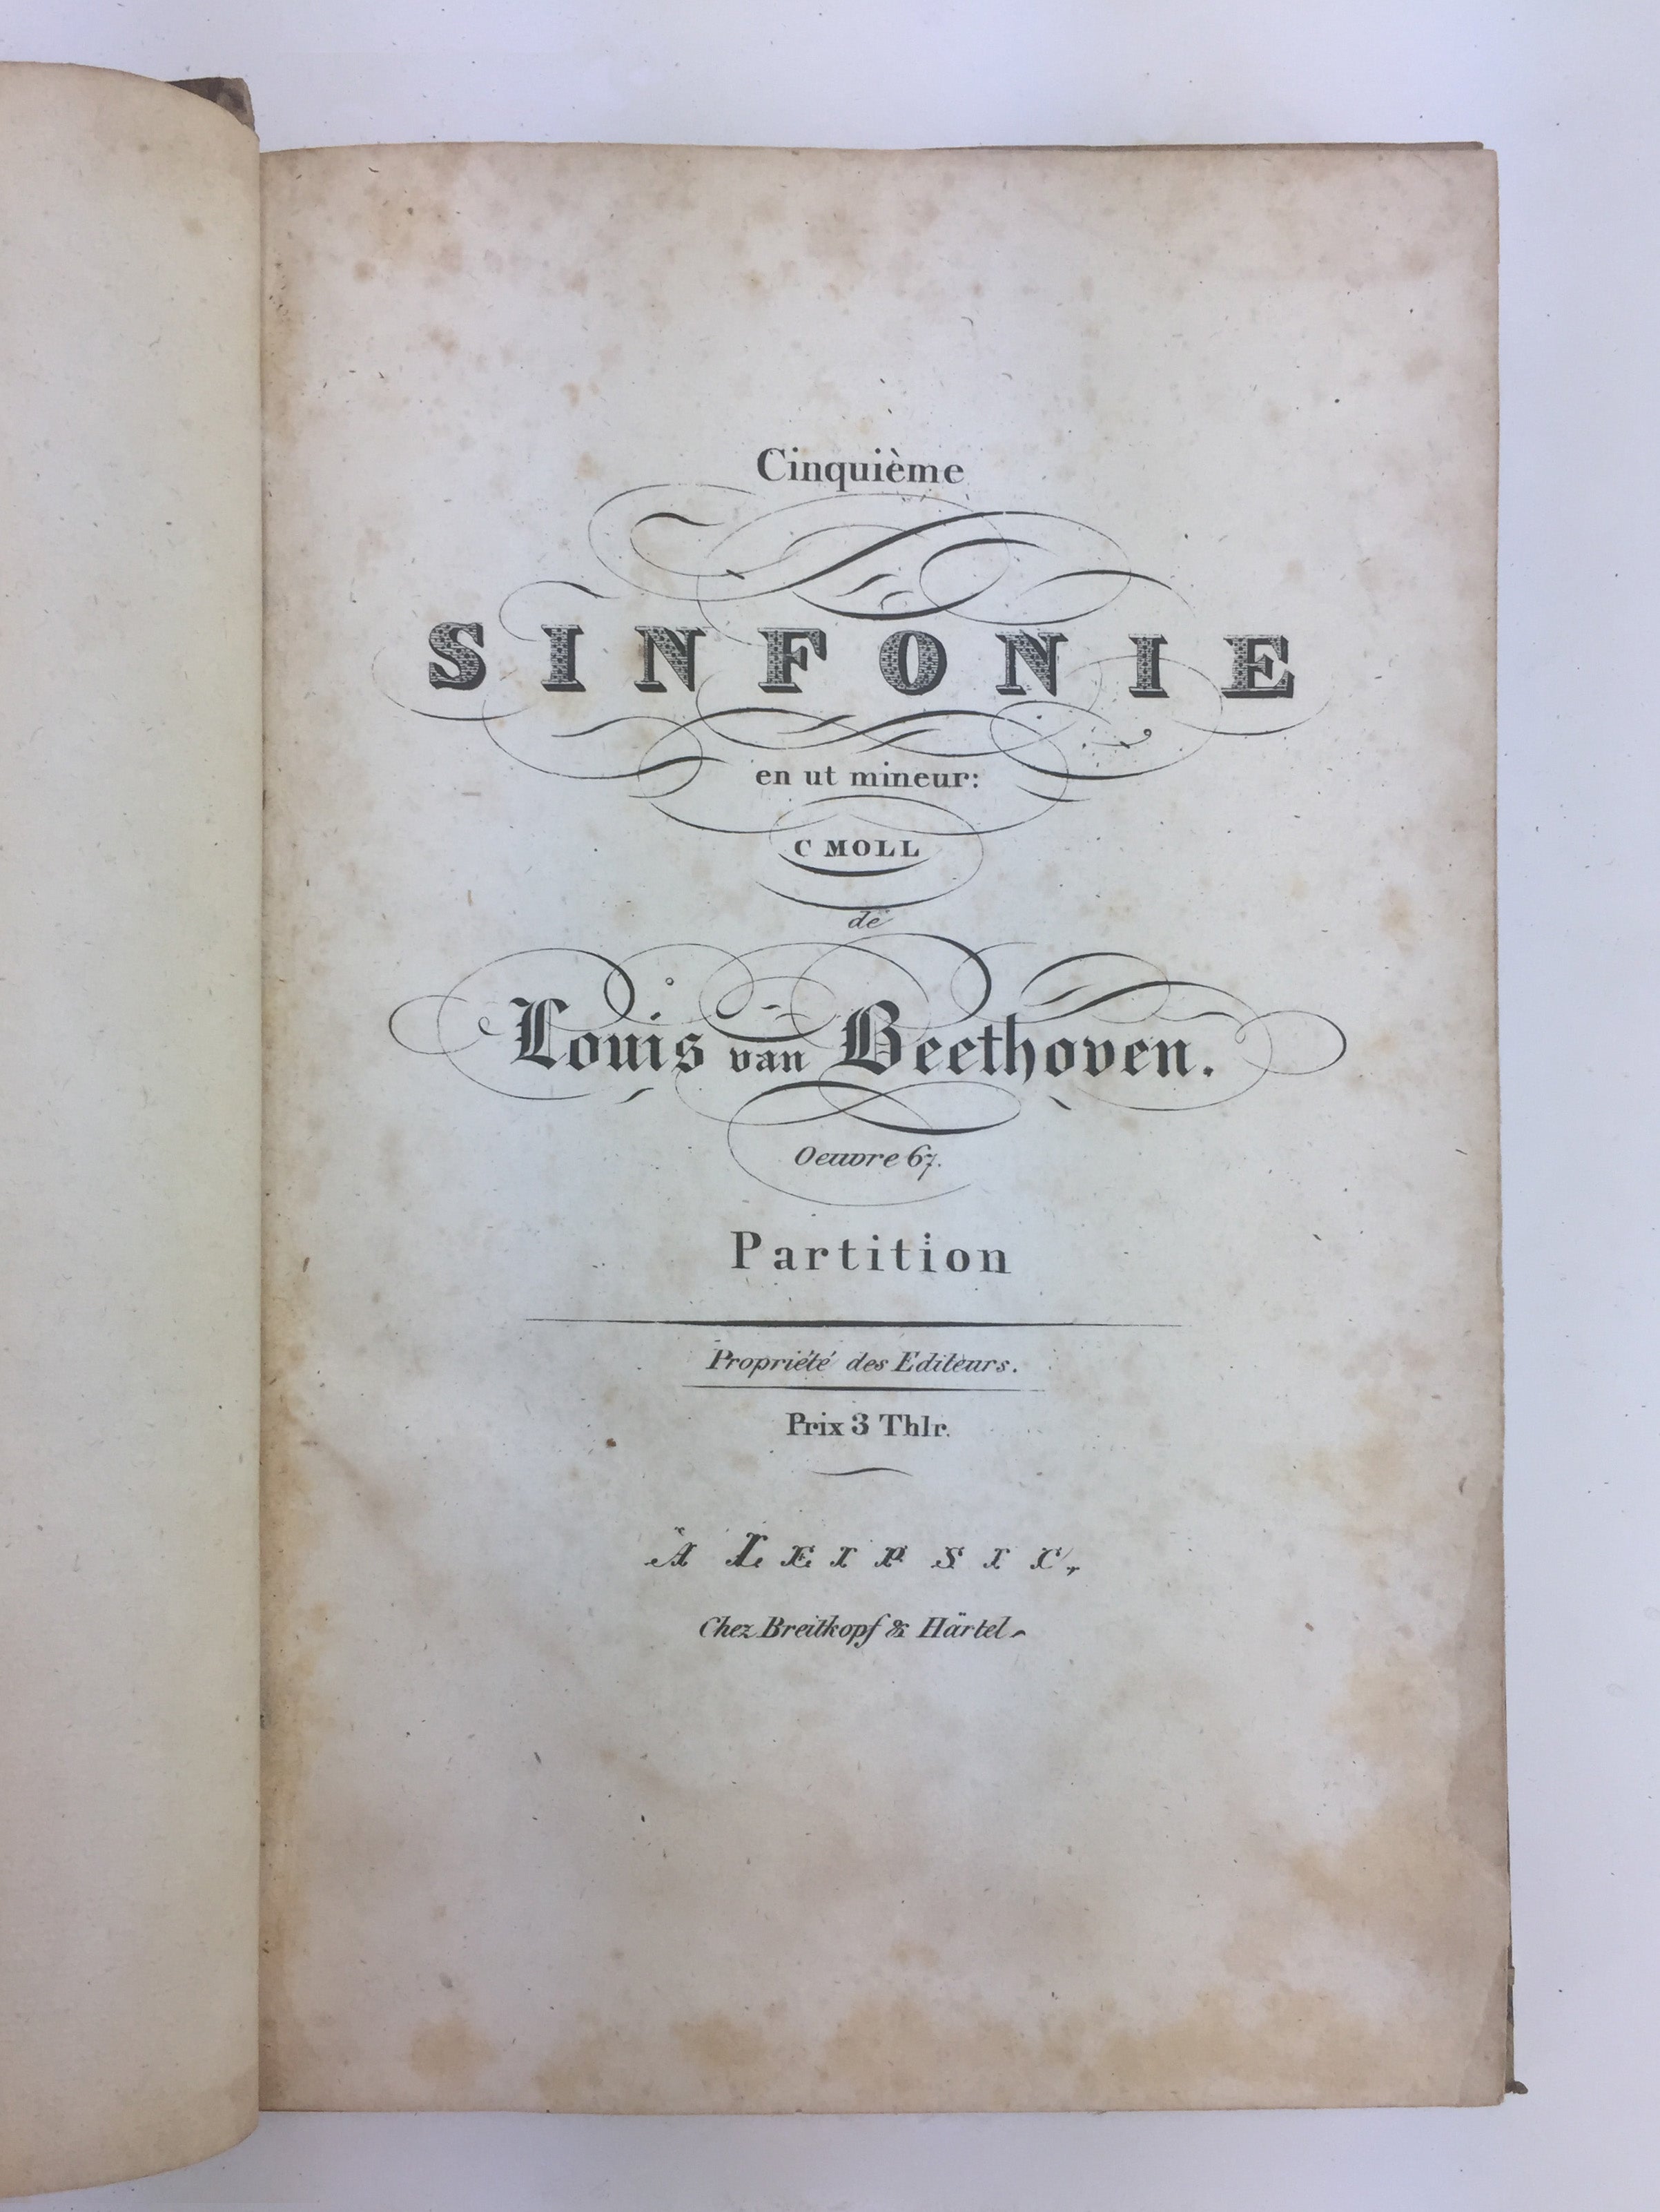 Cinquième
SINFONIE
en ut mineur:
C MOLL
de
Louis van Beethoven.
Oeuvre 67.
Partition
Propriété des Editeurs.
Prix 3 Thlr.
À LEIPSIC,
Chez Breitkopf & Härtel.